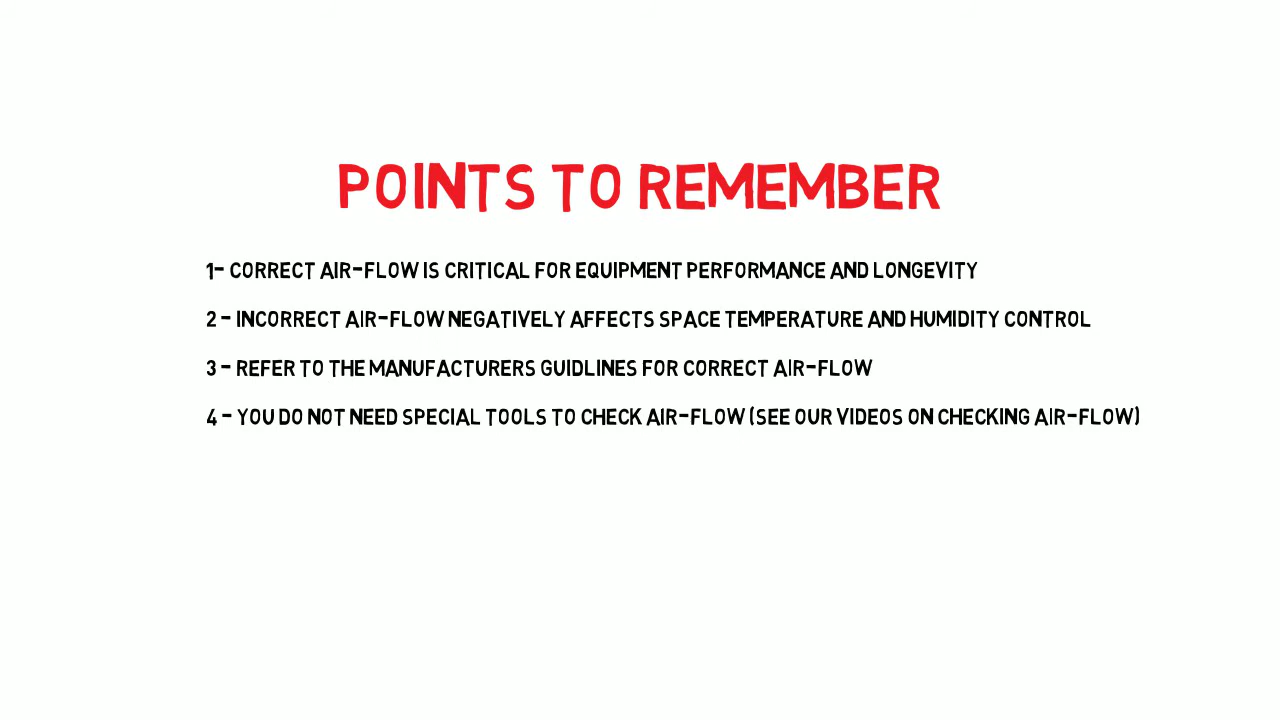 POINTS TO REMEMBER
1- CORRECT AIR-FLOW IS CRITICAL FOR EQUIPMENT PERFORMANCE AND LONGEVITY
2 - INCORRECT AIR-FLOW NEGATIVELY AFFECTS SPACE TEMPERATURE AND HUMIDITY CONTROL
3 - REFER TO THE MANUFACTURERS GUIDLINES FOR CORRECT AIR-FLOW
4 - YOU DO NOT NEED SPECIAL TOOLS TO CHECK AIR-FLOW (SEE OUR VIDEOS ON CHECKING AIR-FLOW)